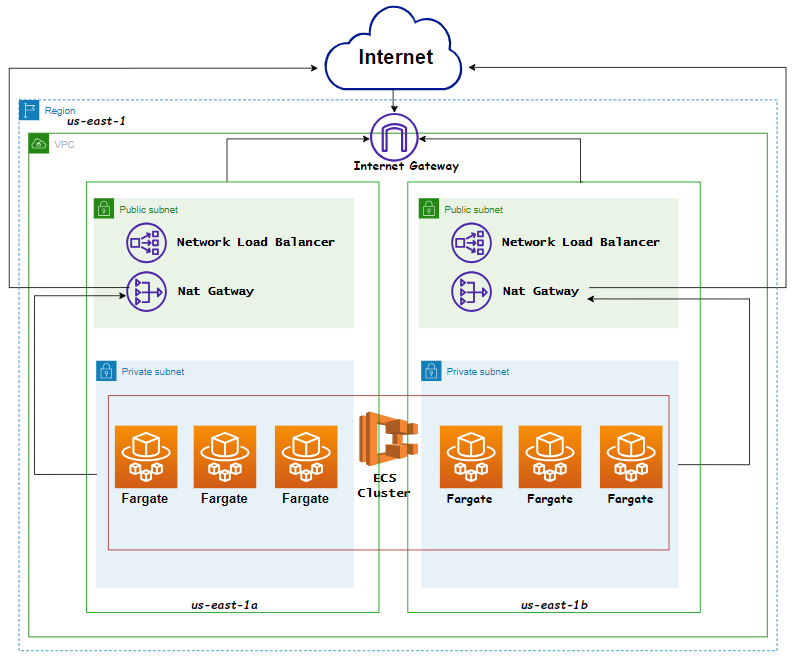 Internet
Region
us-east-1
VPC
Internet Gateway
Public subnet
Network Load Balancer
Nat Gatway
Public subnet
Network Load Balancer
Nat Gatway
Private subnet
Fargate
Fargate
Fargate
ECS
Cluster
Private subnet
Fargate
Fargate
Fargate
us-east-1a
us-east-1b